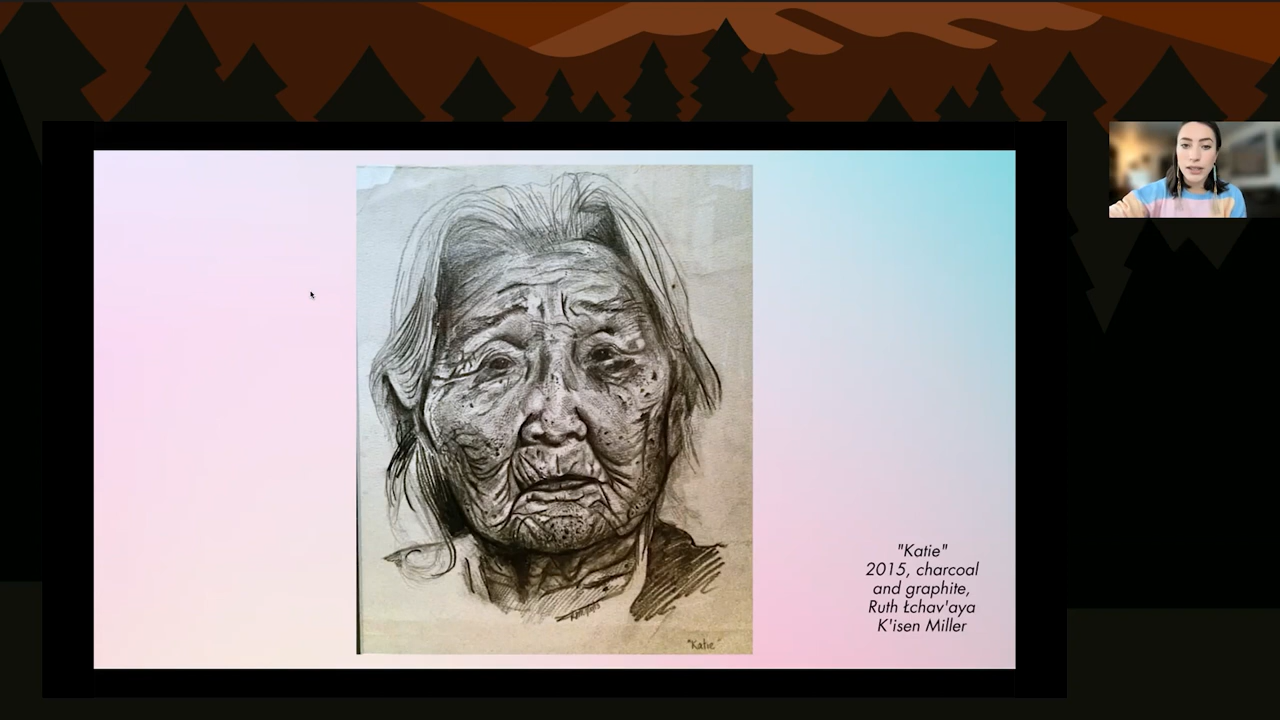 "Katie"
"Katie"
2015, charcoal
and graphite,
Ruth Łchav'aya
K'isen Miller